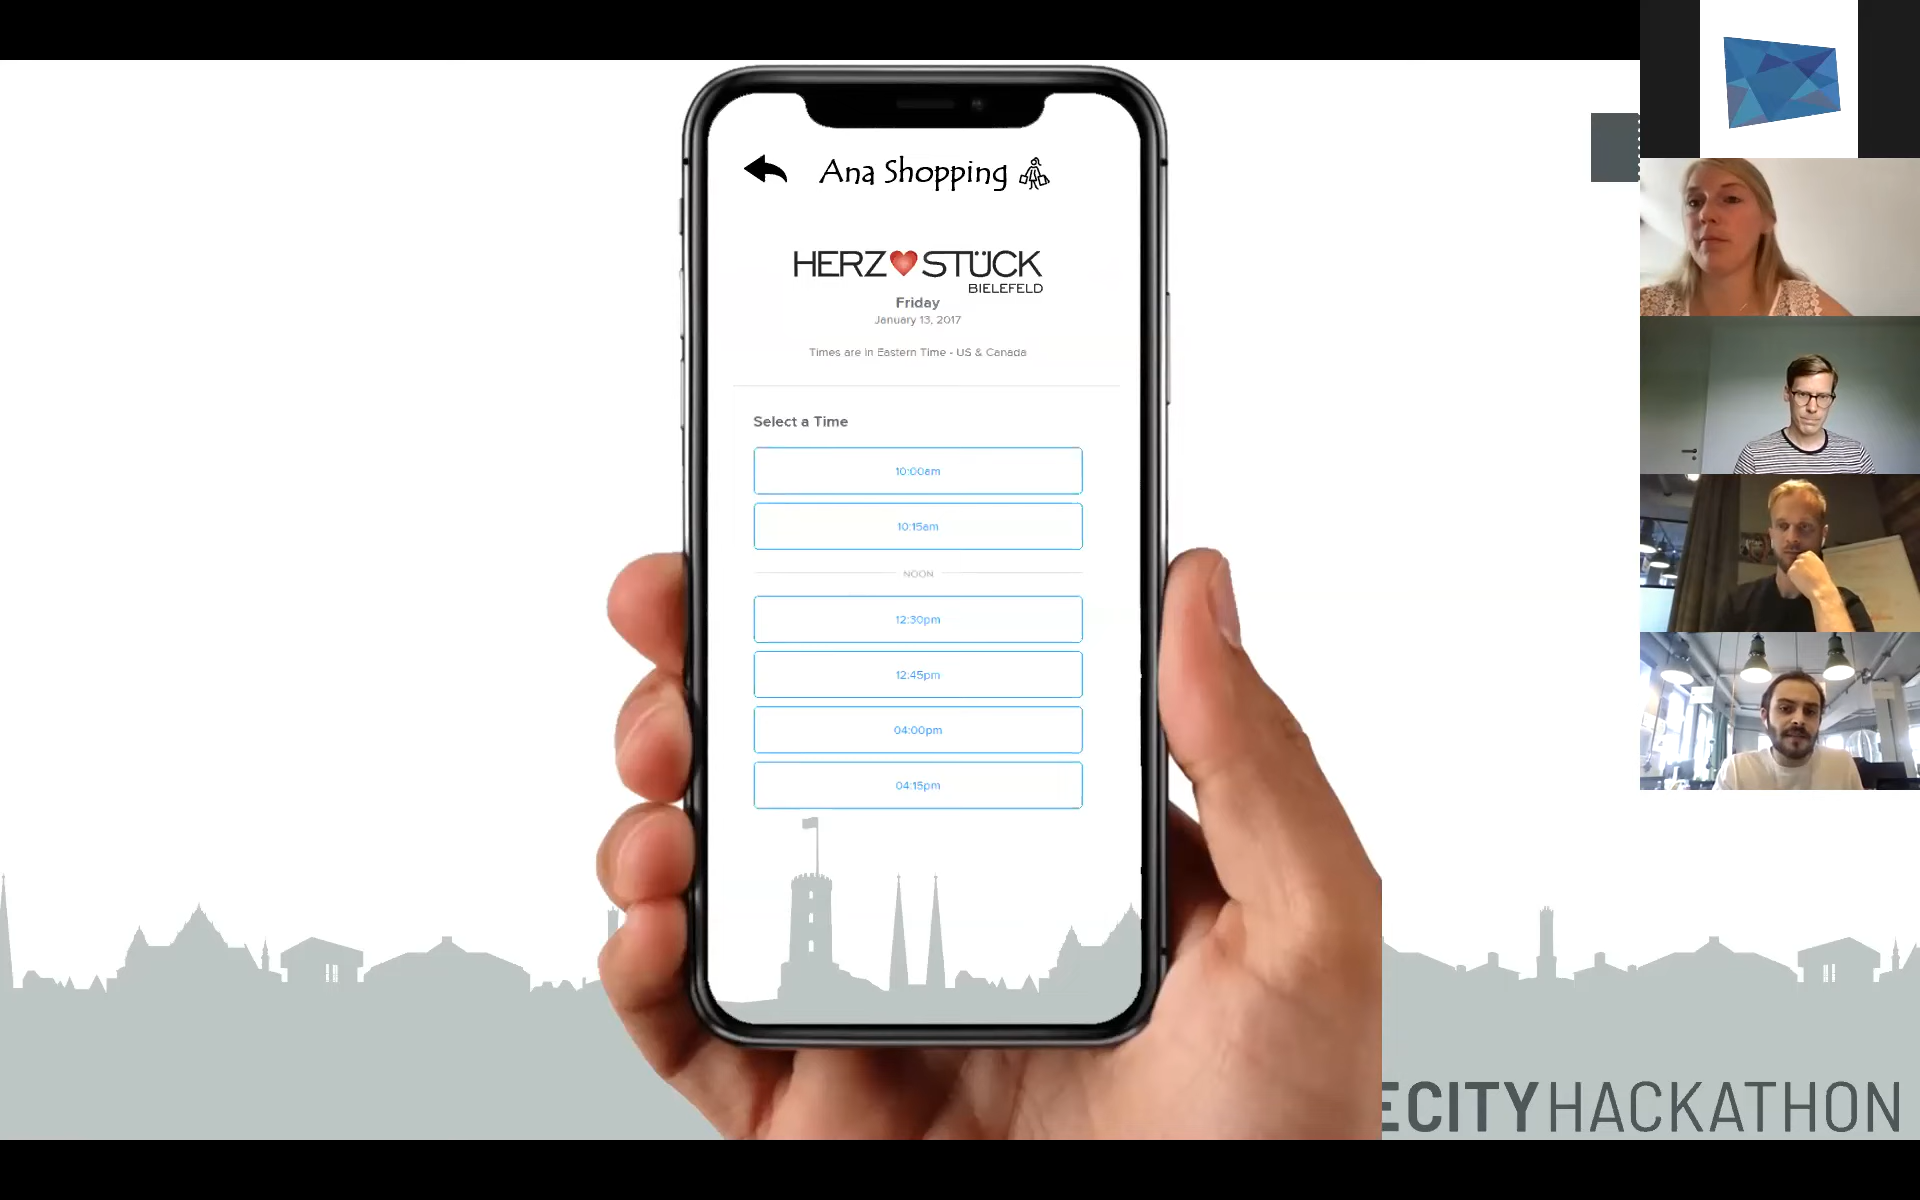 Ana Shopping
HERZ STÜCK
BIELEFELD
Friday
January 13, 2017
Times are in Eastern Time - US & Canada
Select a Time
10:00am
10:15am
NOON
12:30pm
12:45pm
04:00pm
04:15pm
ECITYHACKATHON